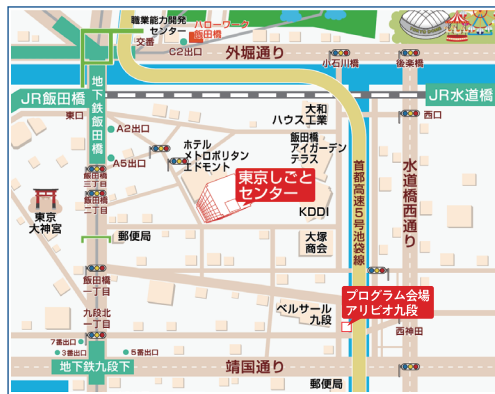 職業能力開発
センター
ハローワーク
飯田橋
交番
C2出口
外堀通り
小石川橋
後楽橋
JR飯田橋
地下鉄飯田橋
JR水道橋
東口
西口
A2出口
A5出口
大和
ハウス工業
ホテル
メトロポリタン
エドモント
飯田橋
アイガーデン
テラス
飯田橋
三丁目
東京しごと
センター
首都高速5号池袋線
水道橋西通り
飯田橋
二丁目
KDDI
東京
大神宮
郵便局
大塚
商会
飯田橋
一丁目
プログラム会場
アリビオ九段
ベルサール
九段
九段北
一丁目
西神田
7番出口
3番出口
5番出口
地下鉄九段下
靖国通り
郵便局